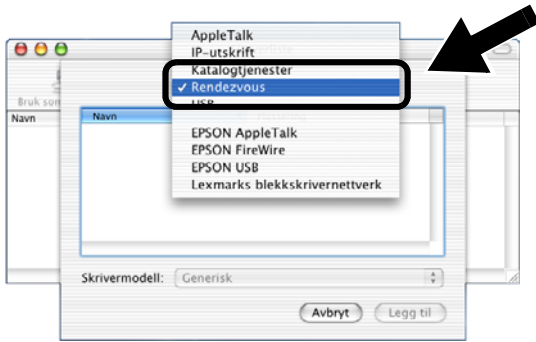 AppleTalk
IP-utskrift
Katalogtjenester
✓ Rendezvous
USB
EPSON AppleTalk
EPSON FireWire
EPSON USB
Lexmarks blekkskrivernettverk
Bruk som
Navn
Navn
Skrivermodell: Generisk
Avbryt Legg til